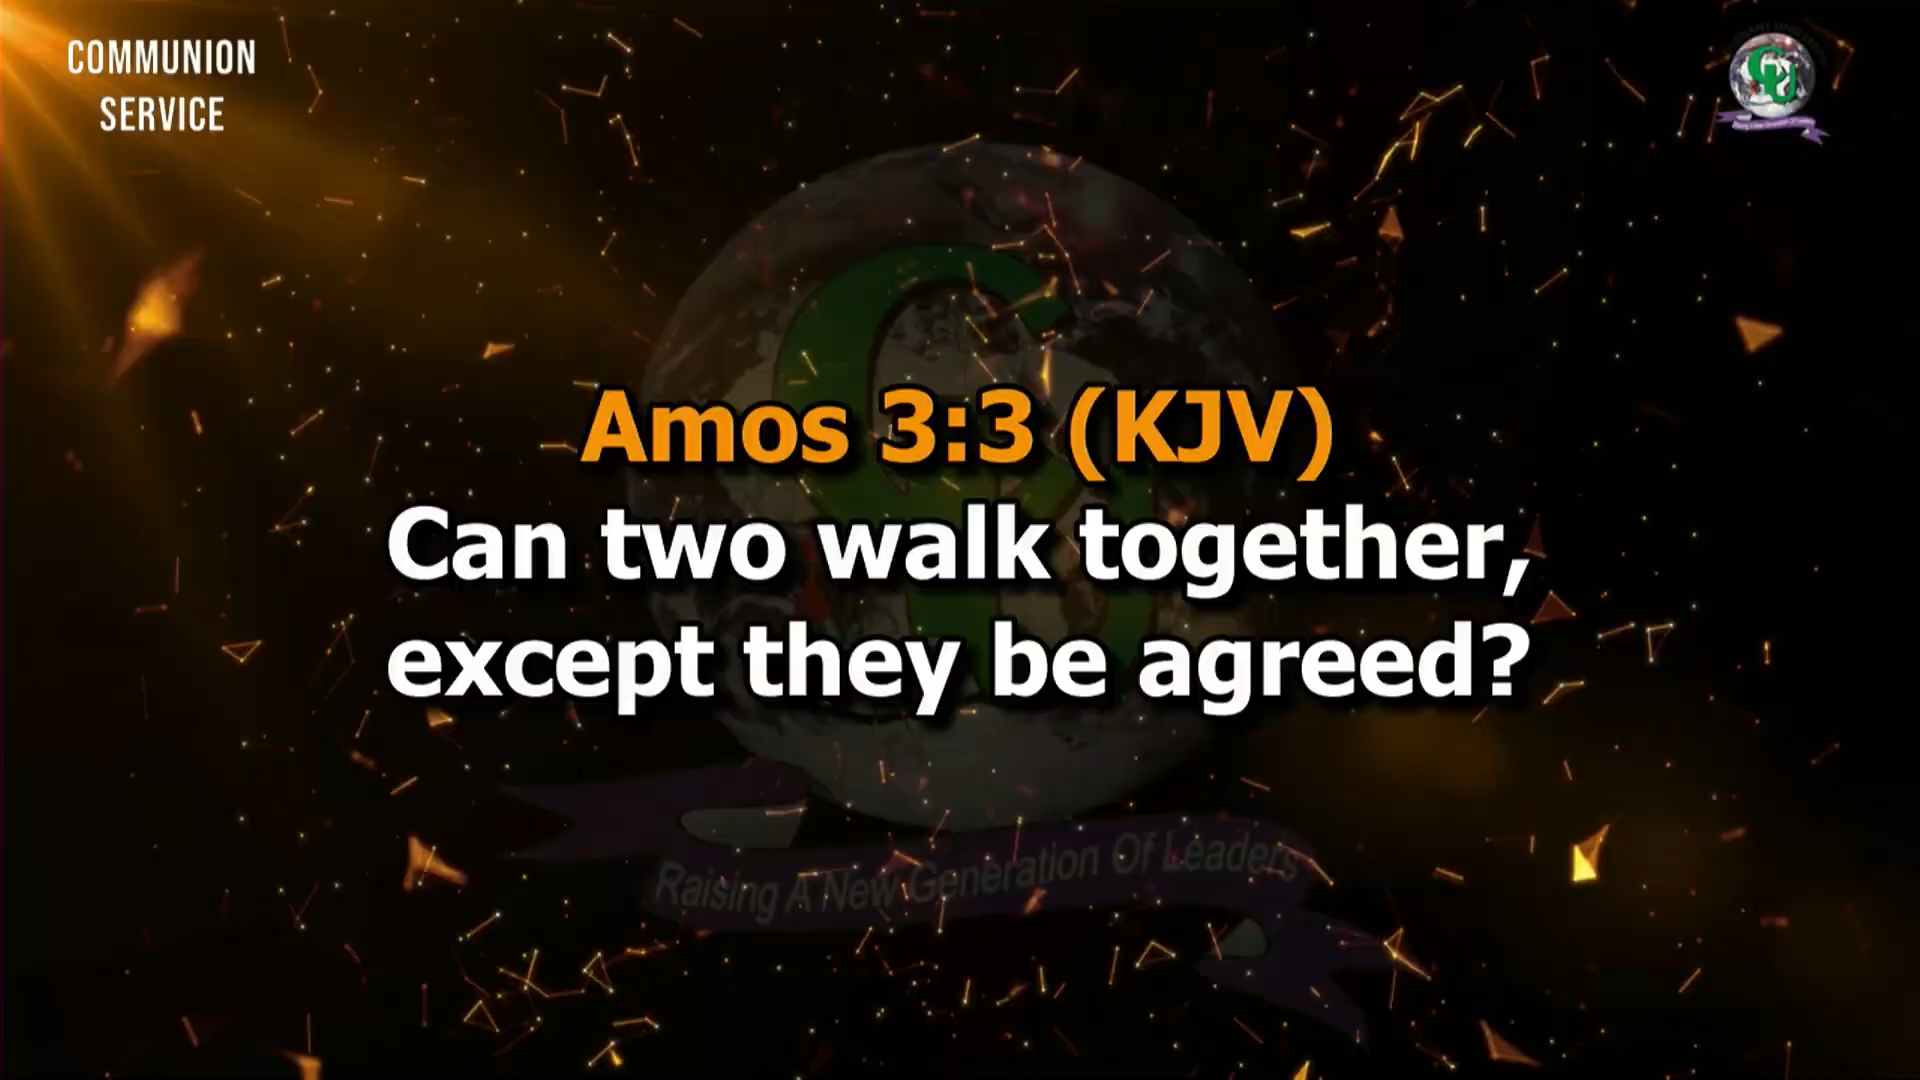 COMMUNION
SERVICE
Amos 3:3 (KJV)
Can two walk together,
except they be agreed?
Raising A New Generation Of Leaders